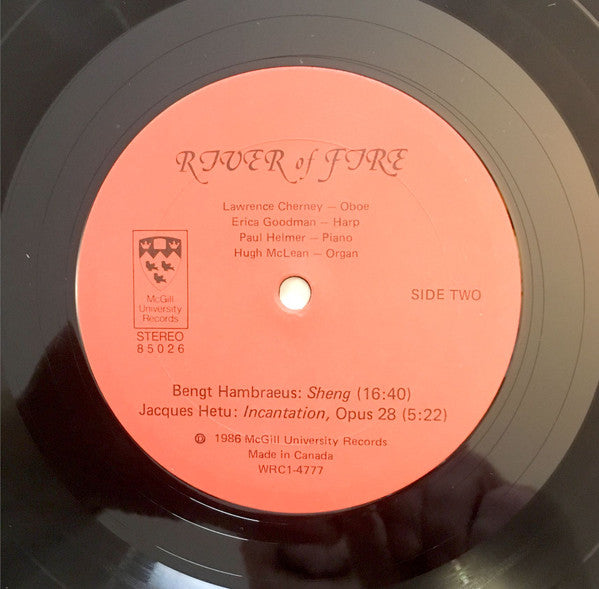 RIVER of FIRE
Lawrence Cherney — Oboe
Erica Goodman — Harp
Paul Helmer — Piano
Hugh McLean — Organ
McGill
University
Records
STEREO
85026
SIDE TWO
Bengt Hambraeus: Sheng (16:40)
Jacques Hetu: Incantation, Opus 28 (5:22)
℗ 1986 McGill University Records
Made in Canada
WRC1-4777